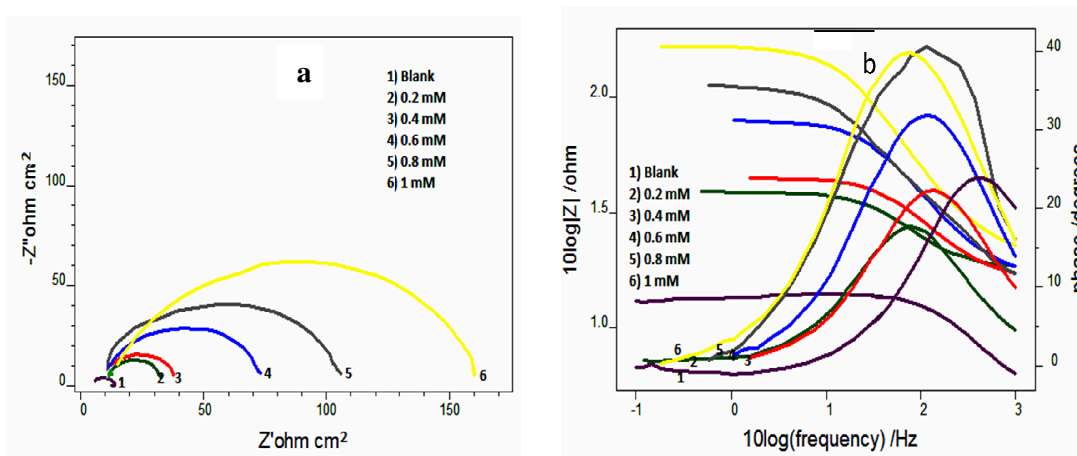 a
1) Blank
2) 0.2 mM
3) 0.4 mM
4) 0.6 mM
5) 0.8 mM
6) 1 mM
-Z"ohm cm2
150
100
50
0
1
2
3
4
5
6
0
50
100
150
Z'ohm cm2
b
1) Blank
2) 0.2 mM
3) 0.4 mM
4) 0.6 mM
5) 0.8 mM
6) 1 mM
10log|Z| /ohm
2.0
1.5
1.0
6
2
1
5
4
3
40
30
20
10
0
phase /degrees
-1
0
1
2
3
10log(frequency) /Hz